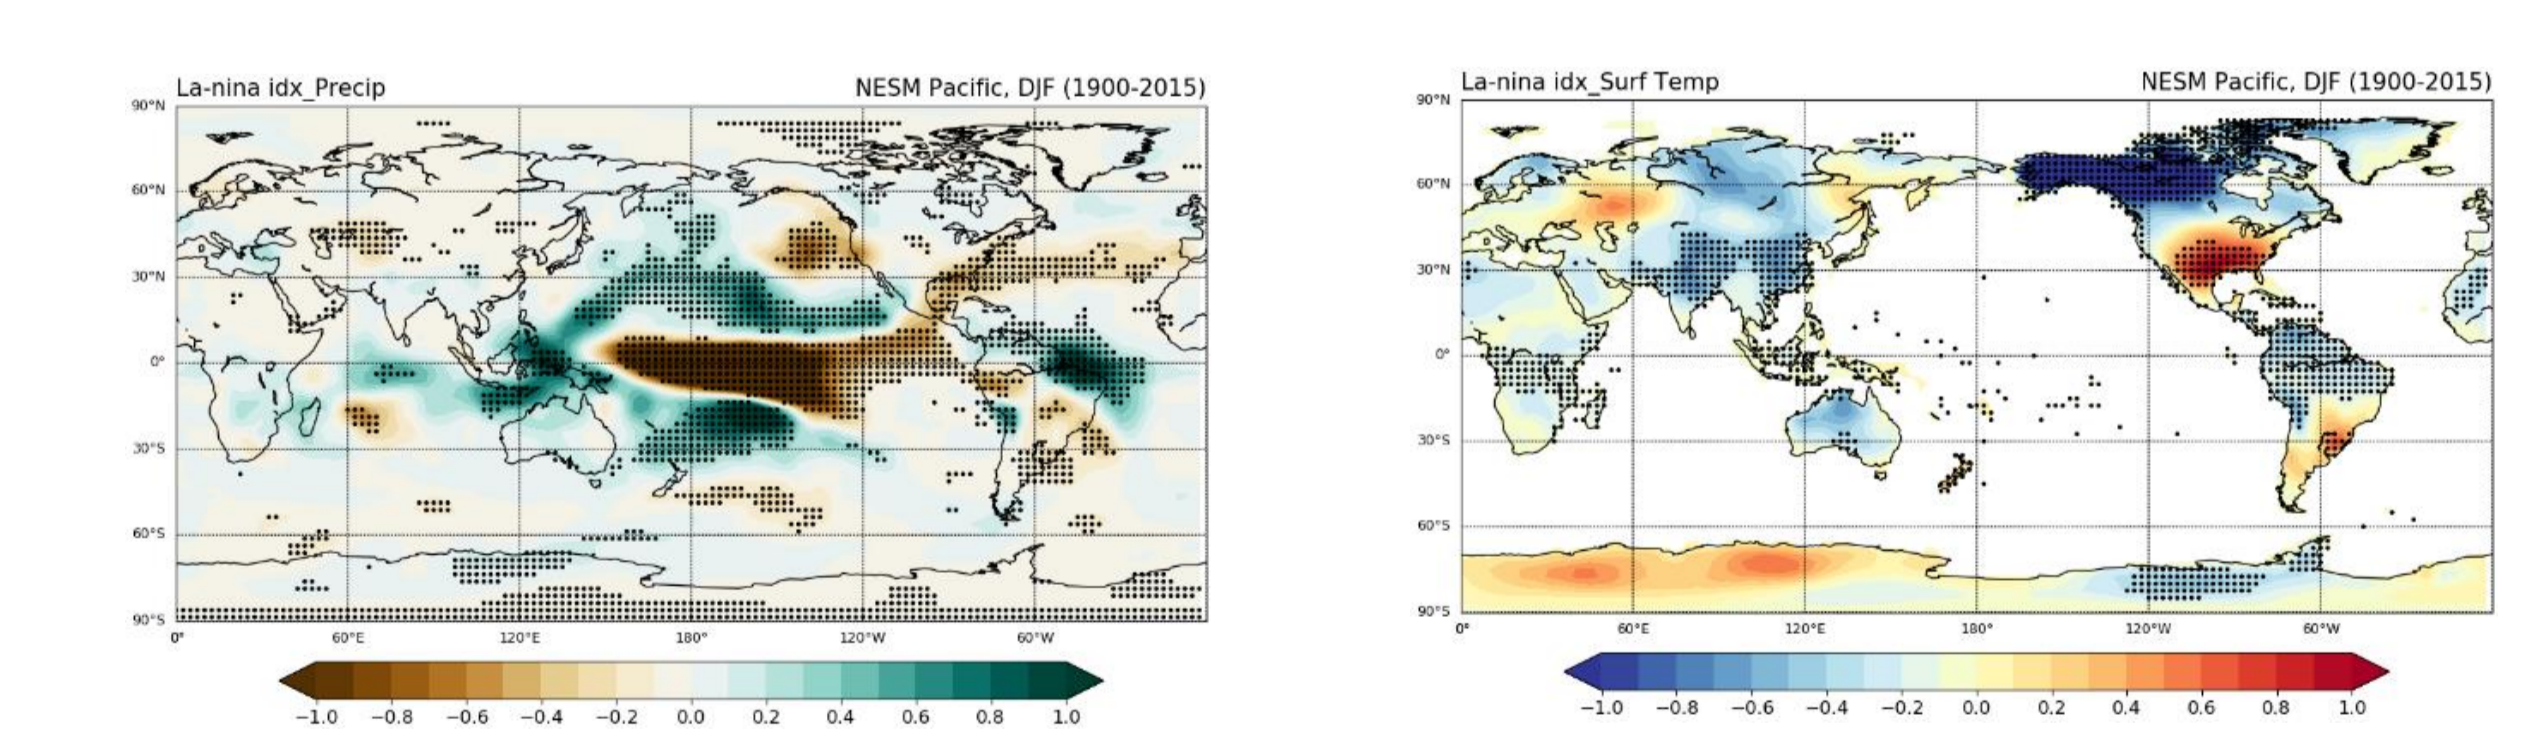 La-nina idx_Precip NESM Pacific, DJF (1900-2015)
90°N
60°N
30°N
0°
30°S
60°S
90°S
0° 60°E 120°E 180° 120°W 60°W
−1.0 −0.8 −0.6 −0.4 −0.2 0.0 0.2 0.4 0.6 0.8 1.0
La-nina idx_Surf Temp NESM Pacific, DJF (1900-2015)
90°N
60°N
30°N
0°
30°S
60°S
90°S
0° 60°E 120°E 180° 120°W 60°W
−1.0 −0.8 −0.6 −0.4 −0.2 0.0 0.2 0.4 0.6 0.8 1.0